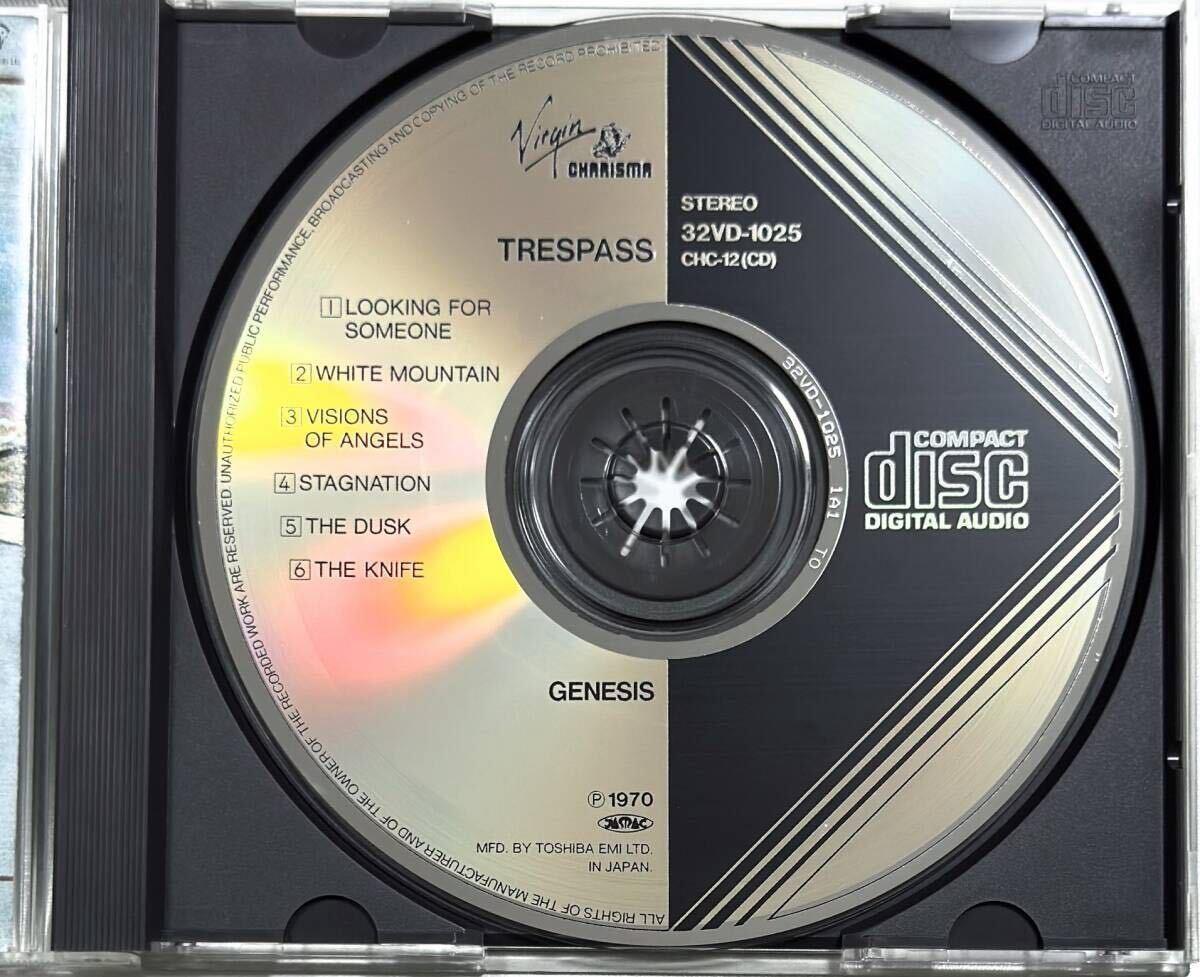 Virgin
CHARISMA
TRESPASS
STEREO
32VD-1025
CHC-12(CD)
1 LOOKING FOR
SOMEONE
2 WHITE MOUNTAIN
3 VISIONS
OF ANGELS
4 STAGNATION
5 THE DUSK
6 THE KNIFE
GENESIS
℗ 1970
JASRAC
MFD. BY TOSHIBA EMI LTD.
IN JAPAN.
COMPACT
disc
DIGITAL AUDIO
32VD-1025 1A1 TO
ALL RIGHTS OF THE MANUFACTURER AND OF THE OWNER OF THE RECORDED WORK ARE RESERVED. UNAUTHORIZED PUBLIC PERFORMANCE, BROADCASTING AND COPYING OF THE RECORD PROHIBITED
COMPACT
disc
DIGITAL AUDIO